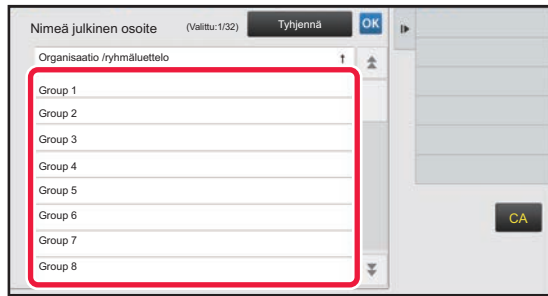 Nimeä julkinen osoite (Valittu:1/32) Tyhjennä OK
Organisaatio /ryhmäluettelo
Group 1
Group 2
Group 3
Group 4
Group 5
Group 6
Group 7
Group 8
CA